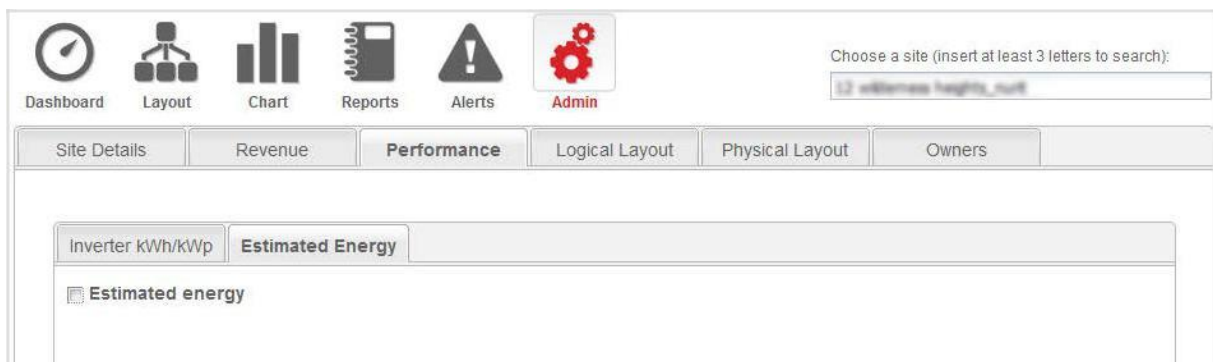 Dashboard Layout Chart Reports Alerts Admin
Choose a site (insert at least 3 letters to search):
Site Details Revenue Performance Logical Layout Physical Layout Owners
Inverter kWh/kWp Estimated Energy
Estimated energy